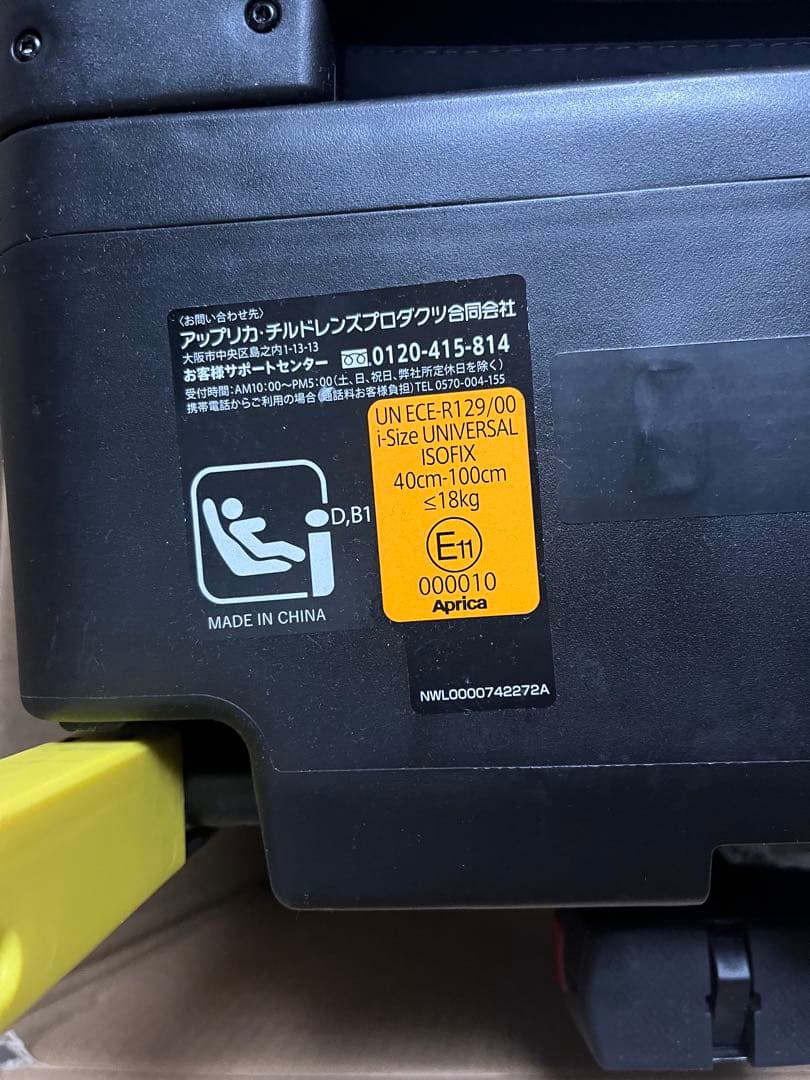 〈お問い合わせ先〉
アップリカ・チルドレンズプロダクツ合同会社
大阪市中央区島之内1-13-13
お客様サポートセンター 0120-415-814
受付時間:AM10:00〜PM5:00(土、日、祝日、弊社所定休日を除く)
携帯電話からご利用の場合(通話料お客様負担)TEL 0570-004-155
UN ECE-R129/00
i-Size UNIVERSAL
ISOFIX
40cm-100cm
≤18kg
E11
000010
Aprica
i
D,B1
MADE IN CHINA
NWL0000742272A